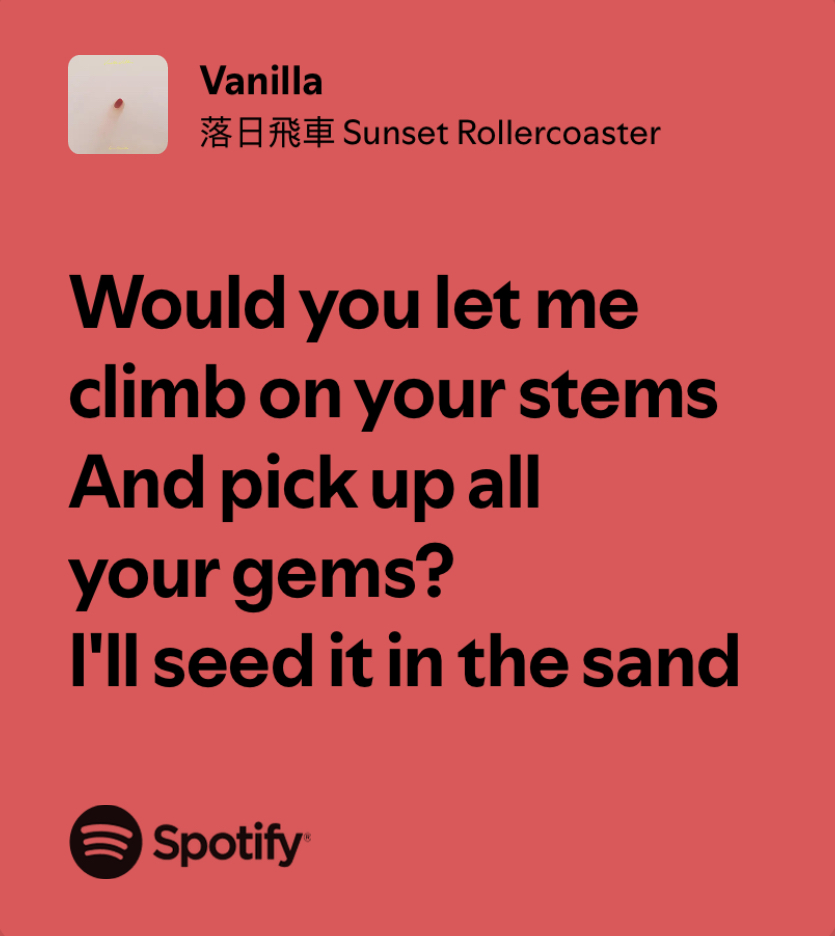 Vanilla
落日飛車 Sunset Rollercoaster
Would you let me
climb on your stems
And pick up all
your gems?
I'll seed it in the sand
Spotify®